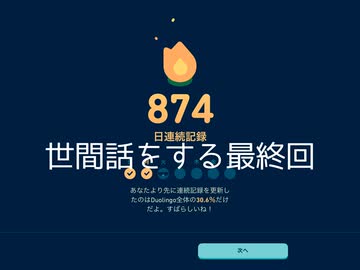 874
日連続記録
世間話をする最終回
あなたより先に連続記録を更新し
たのはDuolingo全体の30.6%だけ
だよ。すばらしいね！
次へ